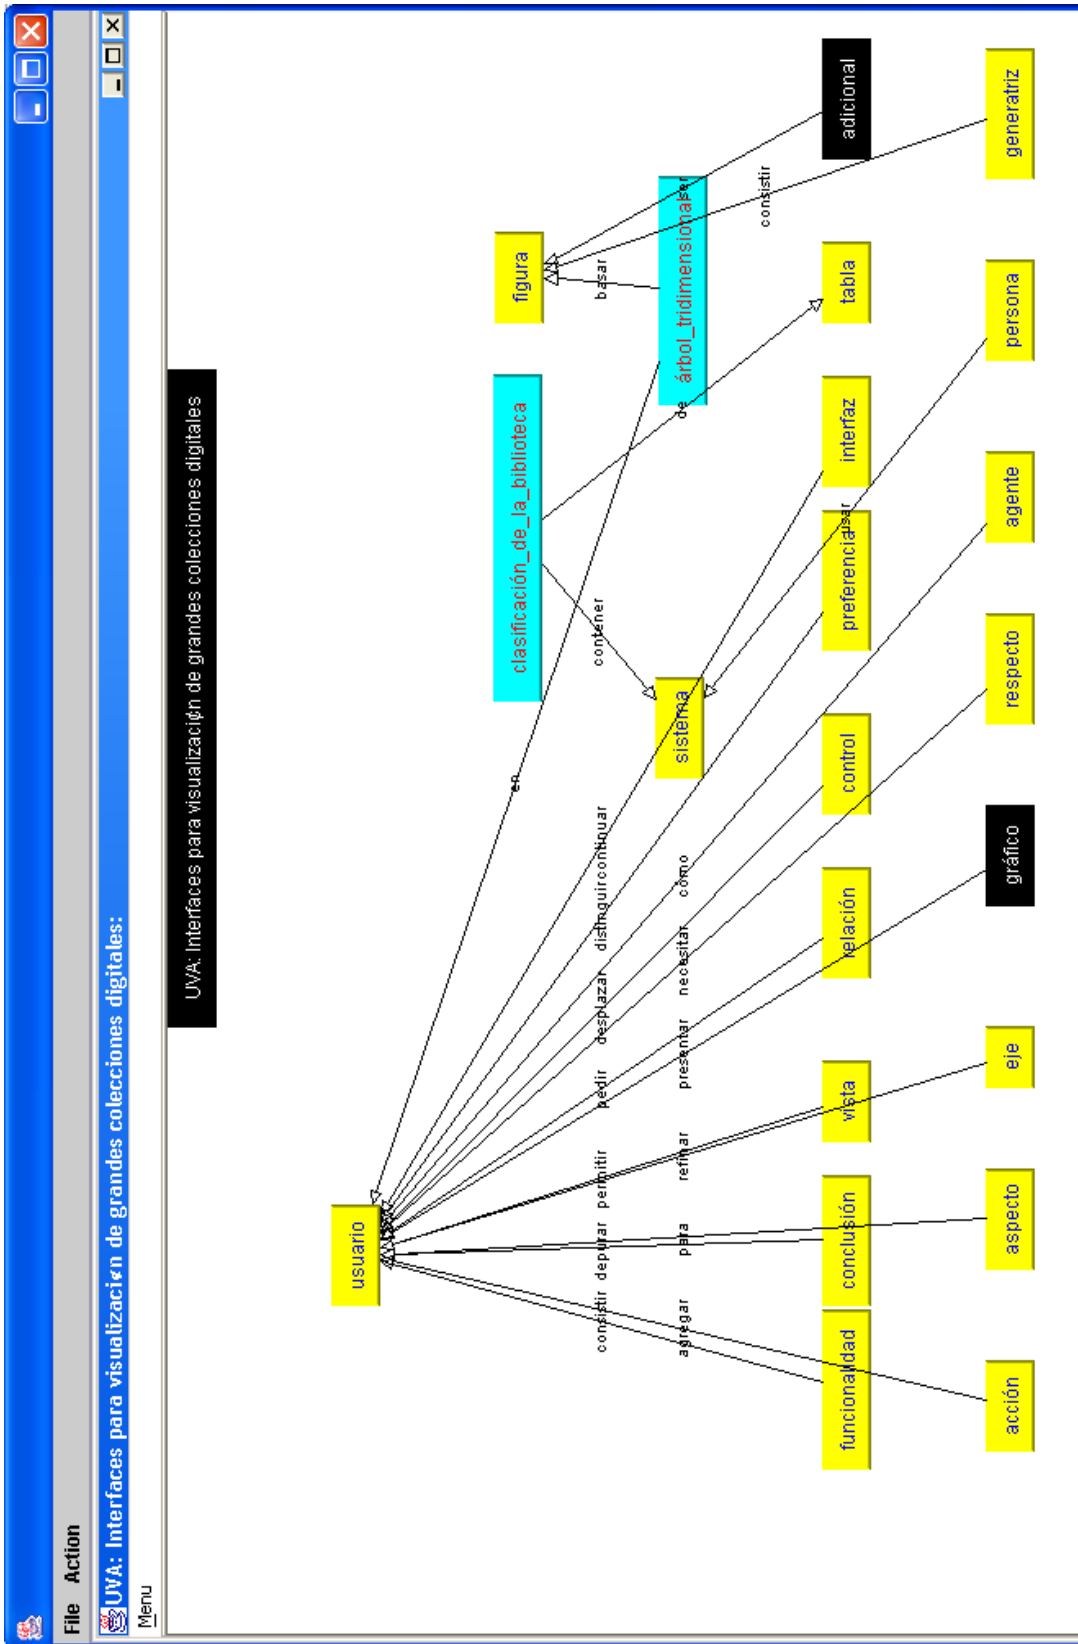 File Action
UVA: Interfaces para visualización de grandes colecciones digitales:
Menu
UVA: Interfaces para visualización de grandes colecciones digitales
usuario
clasificación_de_la_biblioteca
figura
en
consistir depurar permitir pedir desplazar distinguir continuar contener basar
sistema
árbol_tridimensional
agregar para refinar presentar necesitar cómo de ser
consistir
funcionalidad conclusión vista relación control preferencia interfaz tabla adicional
usar
acción aspecto eje gráfico respecto agente persona generatriz